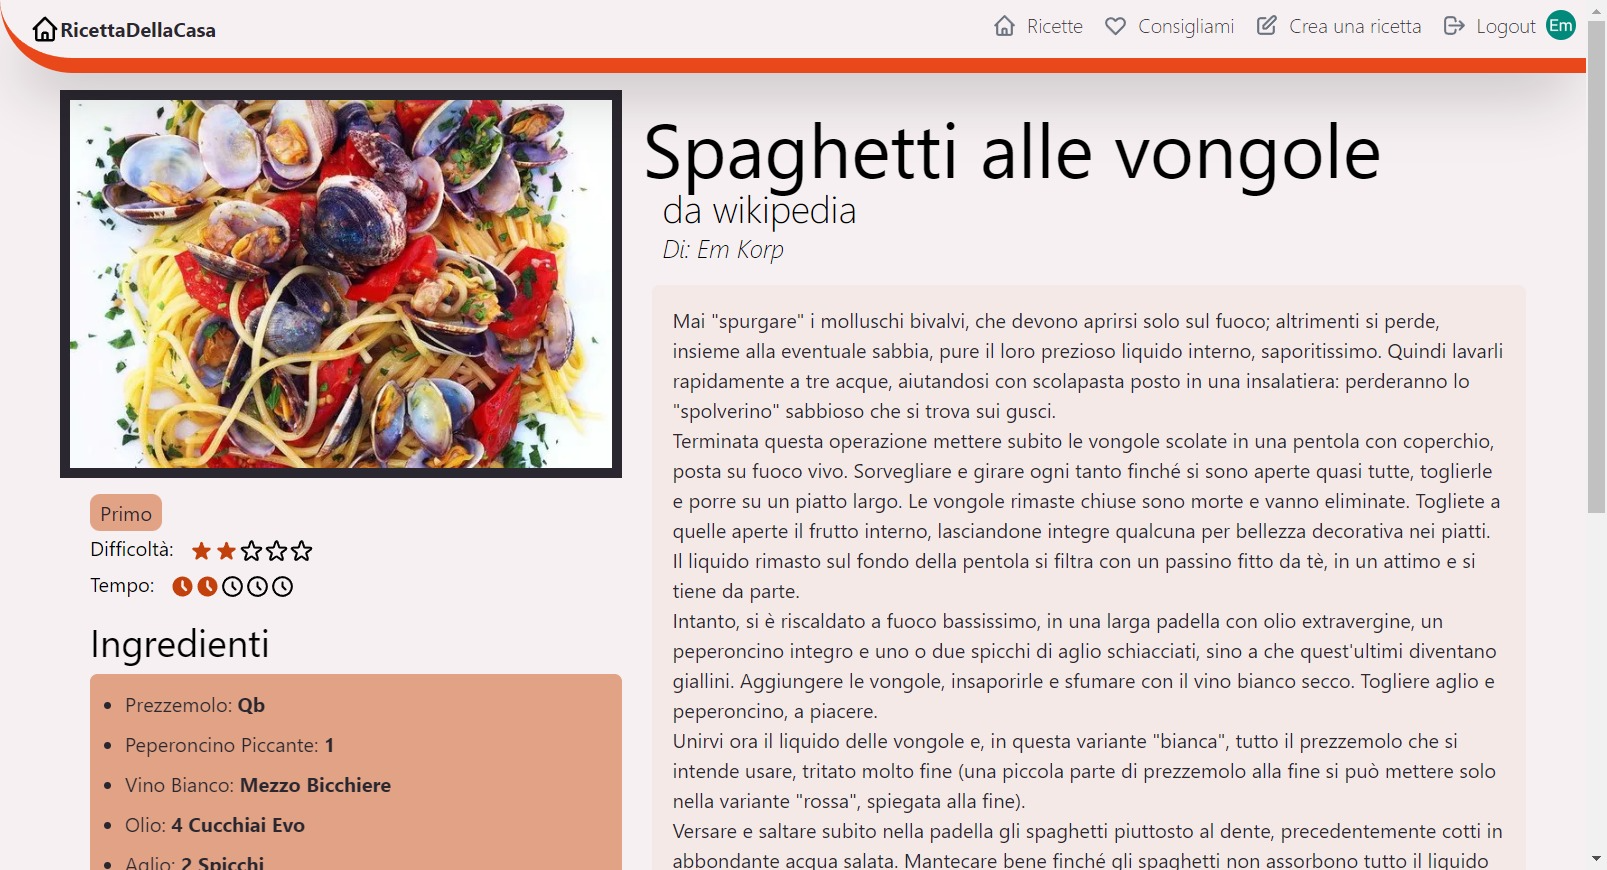 RicettaDellaCasa
Ricette
Consigliami
Crea una ricetta
Logout
Em
Spaghetti alle vongole
da wikipedia
Di: Em Korp
Primo
Difficoltà:
Tempo:
Ingredienti
Prezzemolo: Qb
Peperoncino Piccante: 1
Vino Bianco: Mezzo Bicchiere
Olio: 4 Cucchiai Evo
Aglio: 2 Spicchi
Mai "spurgare" i molluschi bivalvi, che devono aprirsi solo sul fuoco; altrimenti si perde,
insieme alla eventuale sabbia, pure il loro prezioso liquido interno, saporitissimo. Quindi lavarli
rapidamente a tre acque, aiutandosi con scolapasta posto in una insalatiera: perderanno lo
"spolverino" sabbioso che si trova sui gusci.
Terminata questa operazione mettere subito le vongole scolate in una pentola con coperchio,
posta su fuoco vivo. Sorvegliare e girare ogni tanto finché si sono aperte quasi tutte, toglierle
e porre su un piatto largo. Le vongole rimaste chiuse sono morte e vanno eliminate. Togliete a
quelle aperte il frutto interno, lasciandone integre qualcuna per bellezza decorativa nei piatti.
Il liquido rimasto sul fondo della pentola si filtra con un passino fitto da tè, in un attimo e si
tiene da parte.
Intanto, si è riscaldato a fuoco bassissimo, in una larga padella con olio extravergine, un
peperoncino integro e uno o due spicchi di aglio schiacciati, sino a che quest'ultimi diventano
giallini. Aggiungere le vongole, insaporirle e sfumare con il vino bianco secco. Togliere aglio e
peperoncino, a piacere.
Unirvi ora il liquido delle vongole e, in questa variante "bianca", tutto il prezzemolo che si
intende usare, tritato molto fine (una piccola parte di prezzemolo alla fine si può mettere solo
nella variante "rossa", spiegata alla fine).
Versare e saltare subito nella padella gli spaghetti piuttosto al dente, precedentemente cotti in
abbondante acqua salata. Mantecare bene finché gli spaghetti non assorbono tutto il liquido